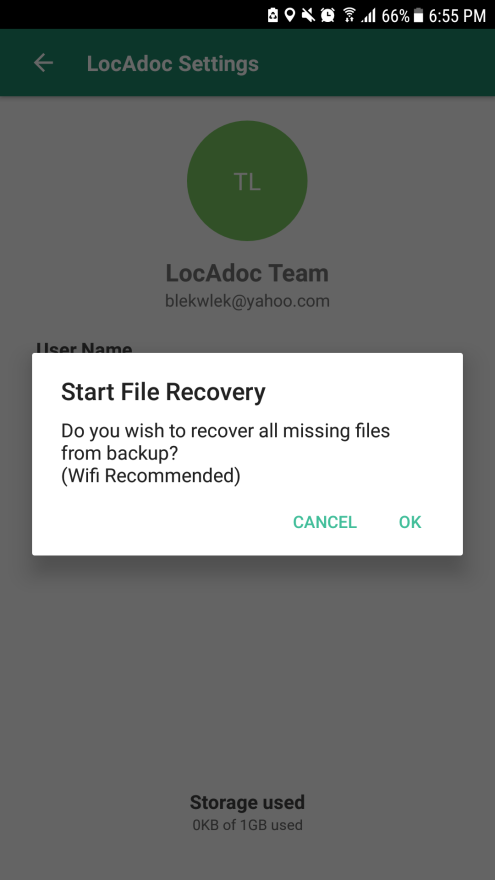 66% 6:55 PM
LocAdoc Settings
TL
LocAdoc Team
blekwlek@yahoo.com
User Name
Start File Recovery
Do you wish to recover all missing files
from backup?
(Wifi Recommended)
CANCEL OK
Storage used
0KB of 1GB used